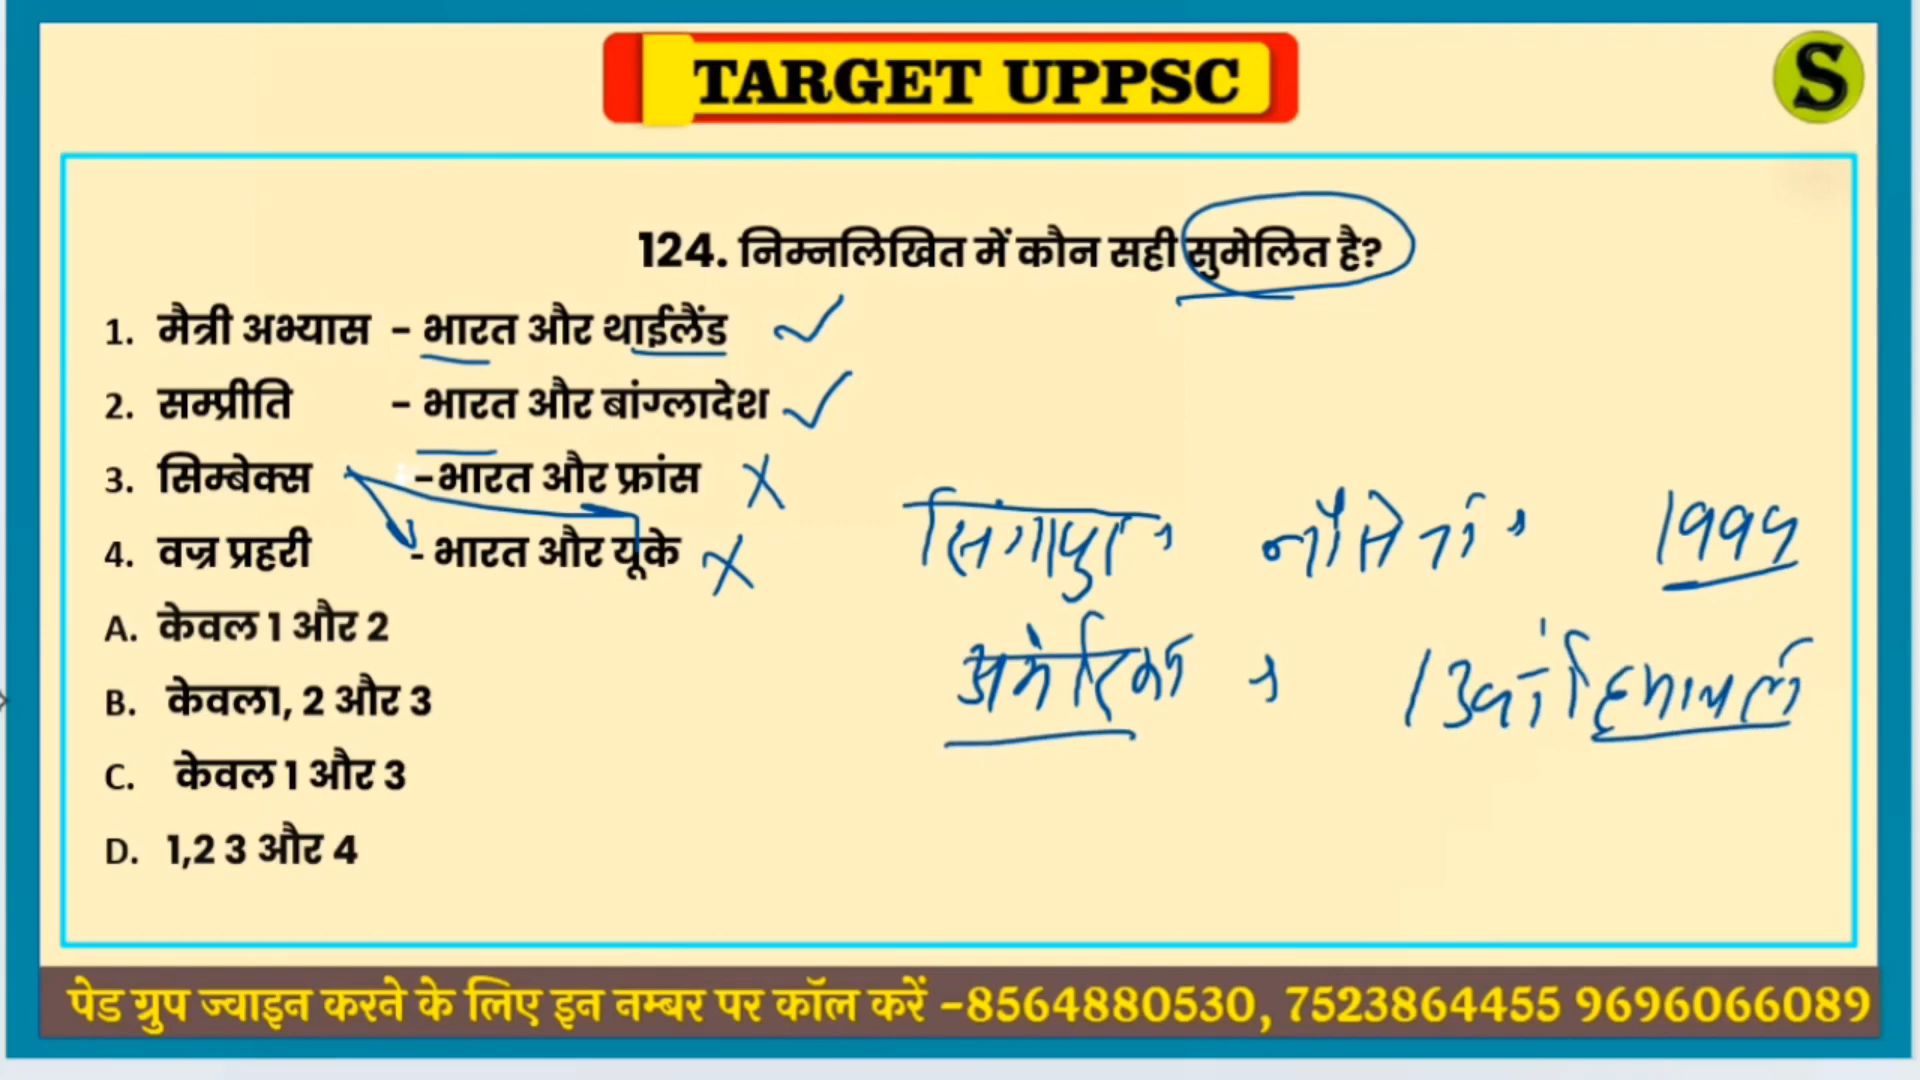 TARGET UPPSC
S
124. निम्नलिखित में कौन सही सुमेलित है?
1. मैत्री अभ्यास - भारत और थाईलैंड
2. सम्प्रीति - भारत और बांग्लादेश
3. सिम्बेक्स -भारत और फ्रांस
4. वज्र प्रहरी - भारत और यूके
सिंगापुर नौसेना
अमेरिका 13वां हिमाचल
A. केवल 1 और 2
B. केवल1, 2 और 3
C. केवल 1 और 3
D. 1,2 3 और 4
पेड ग्रुप ज्वाइन करने के लिए इन नम्बर पर कॉल करें -8564880530, 7523864455 9696066089